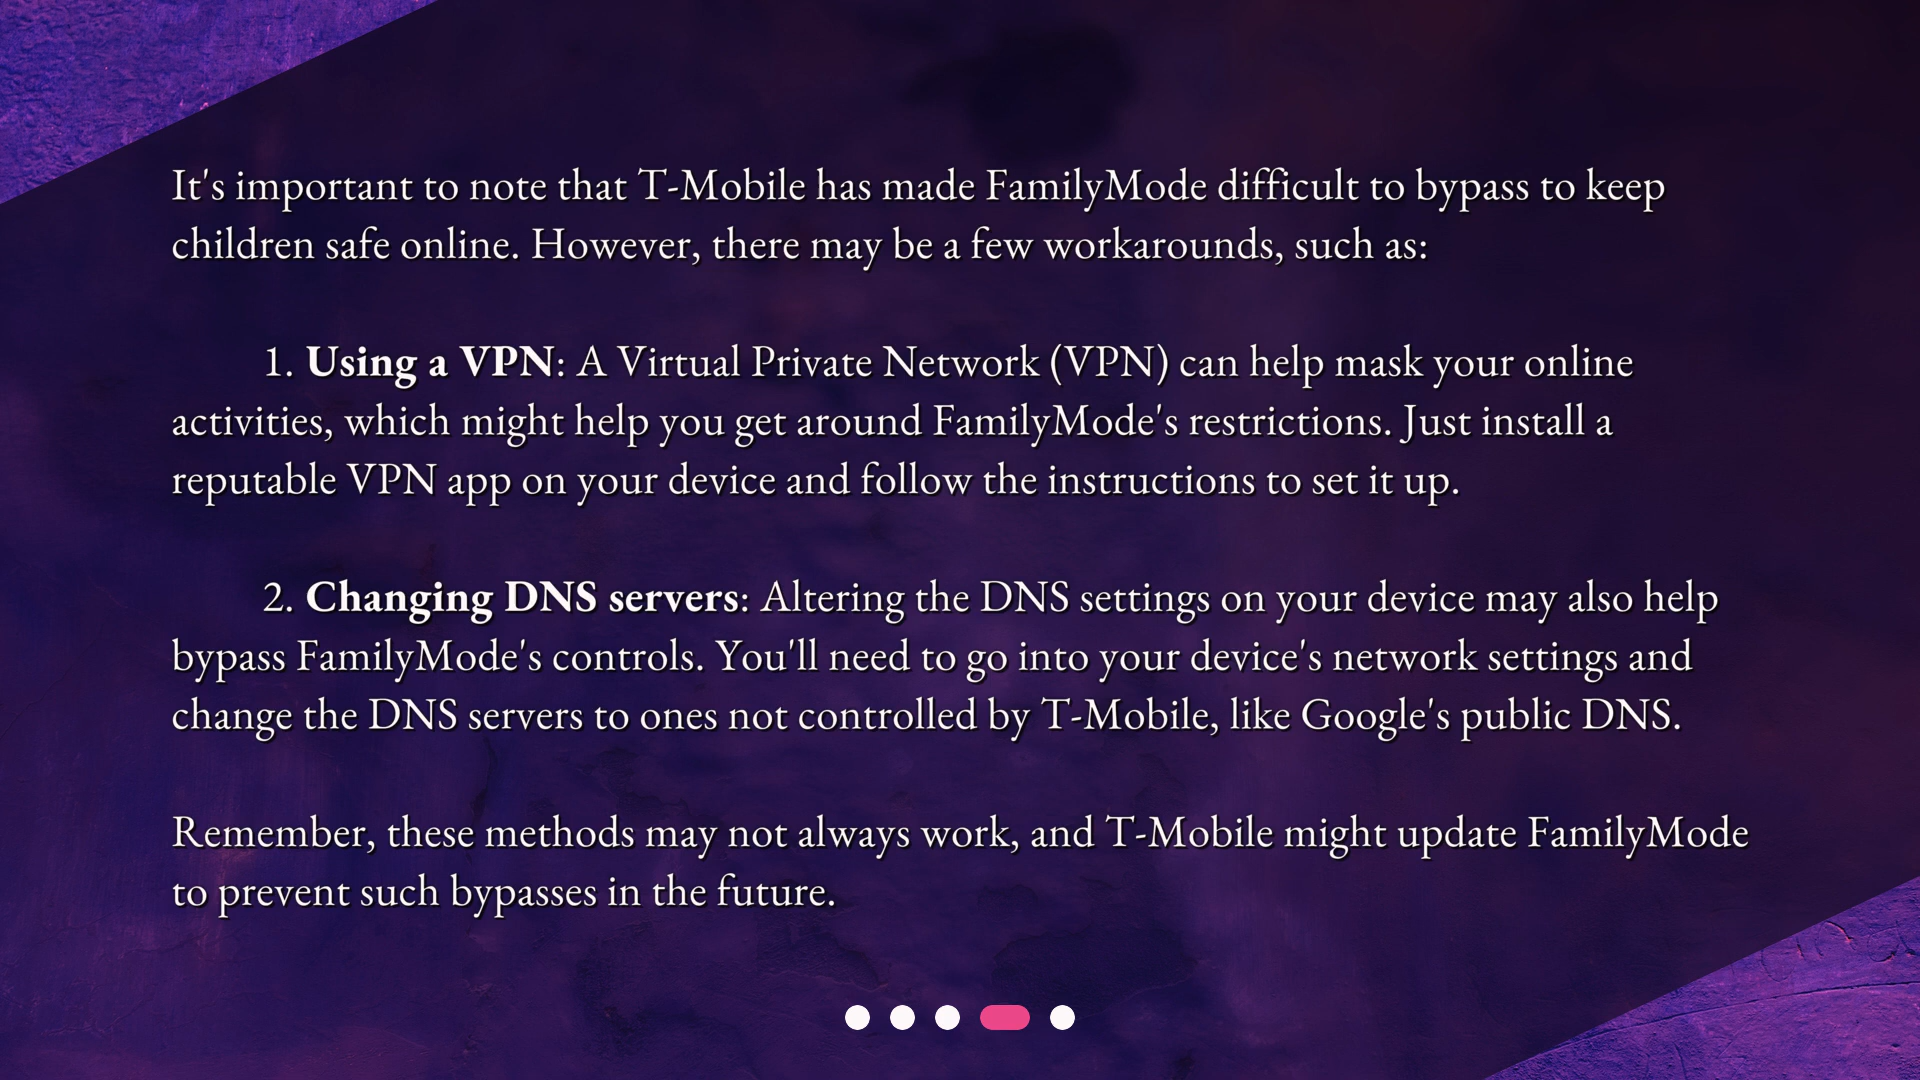 It's important to note that T-Mobile has made FamilyMode difficult to bypass to keep
children safe online. However, there may be a few workarounds, such as:
1. Using a VPN: A Virtual Private Network (VPN) can help mask your online
activities, which might help you get around FamilyMode's restrictions. Just install a
reputable VPN app on your device and follow the instructions to set it up.
2. Changing DNS servers: Altering the DNS settings on your device may also help
bypass FamilyMode's controls. You'll need to go into your device's network settings and
change the DNS servers to ones not controlled by T-Mobile, like Google's public DNS.
Remember, these methods may not always work, and T-Mobile might update FamilyMode
to prevent such bypasses in the future.